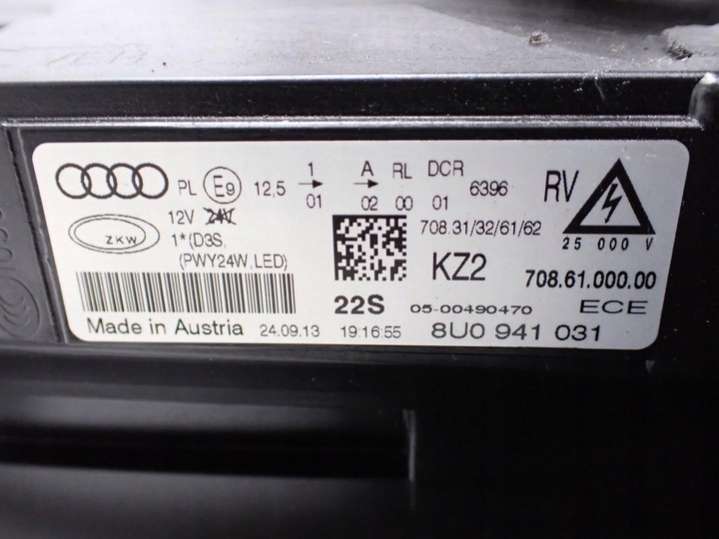 PL E9 12,5 1 A RL DCR 6396 RV
01 02 00 01
12V 24V 708.31/32/61/62
ZKW 1*(D3S, 25 000 V
(PWY24W,LED) KZ2 708.61.000.00
22S 05-00490470 ECE
Made in Austria 24.09.13 19:16:55 8U0 941 031